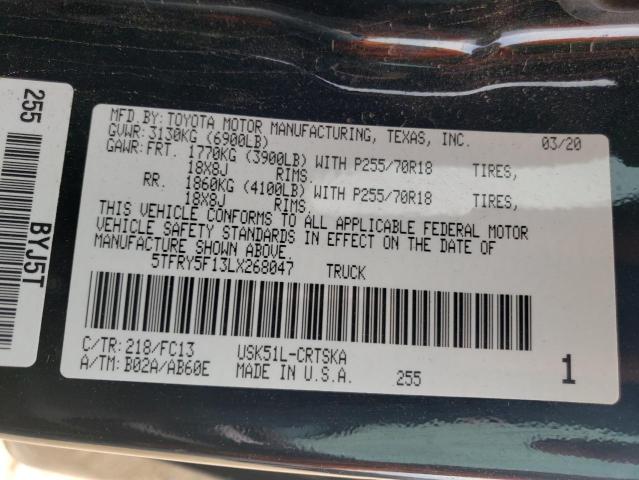 255
BYJ5T
MFD.BY:TOYOTA MOTOR MANUFACTURING, TEXAS, INC. 03/20
GVWR:3130KG (6900LB)
GAWR:FRT. 1770KG (3900LB) WITH P255/70R18 TIRES,
18X8J RIMS.
RR. 1860KG (4100LB) WITH P255/70R18 TIRES,
18X8J RIMS.
THIS VEHICLE CONFORMS TO ALL APPLICABLE FEDERAL MOTOR
VEHICLE SAFETY STANDARDS IN EFFECT ON THE DATE OF
MANUFACTURE SHOWN ABOVE.
5TFRY5F13LX268047 TRUCK
C/TR:218/FC13 USK51L-CRTSKA
A/TM:B02A/AB60E MADE IN U.S.A. 255 1